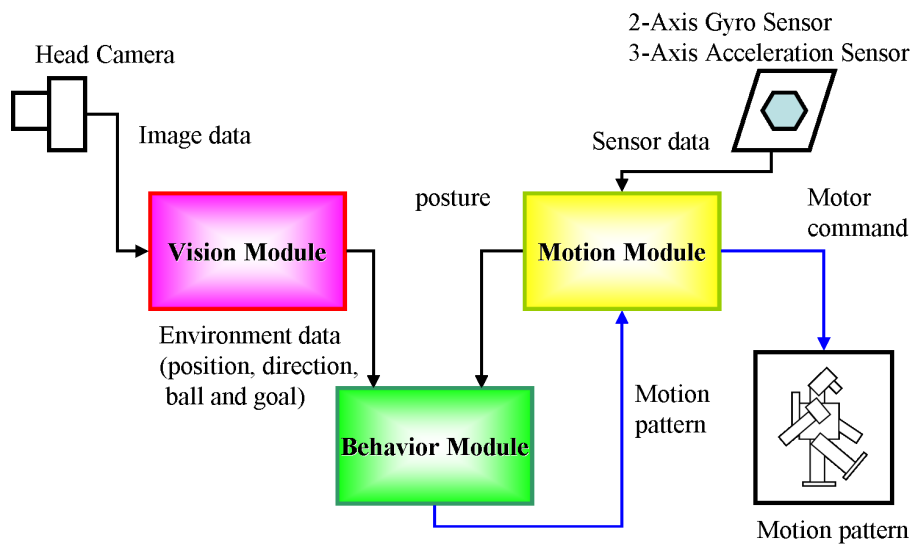 2-Axis Gyro Sensor
3-Axis Acceleration Sensor
Head Camera
Image data
Sensor data
posture
Motor
command
Vision Module
Motion Module
Environment data
(position, direction,
ball and goal)
Motion
pattern
Behavior Module
Motion pattern